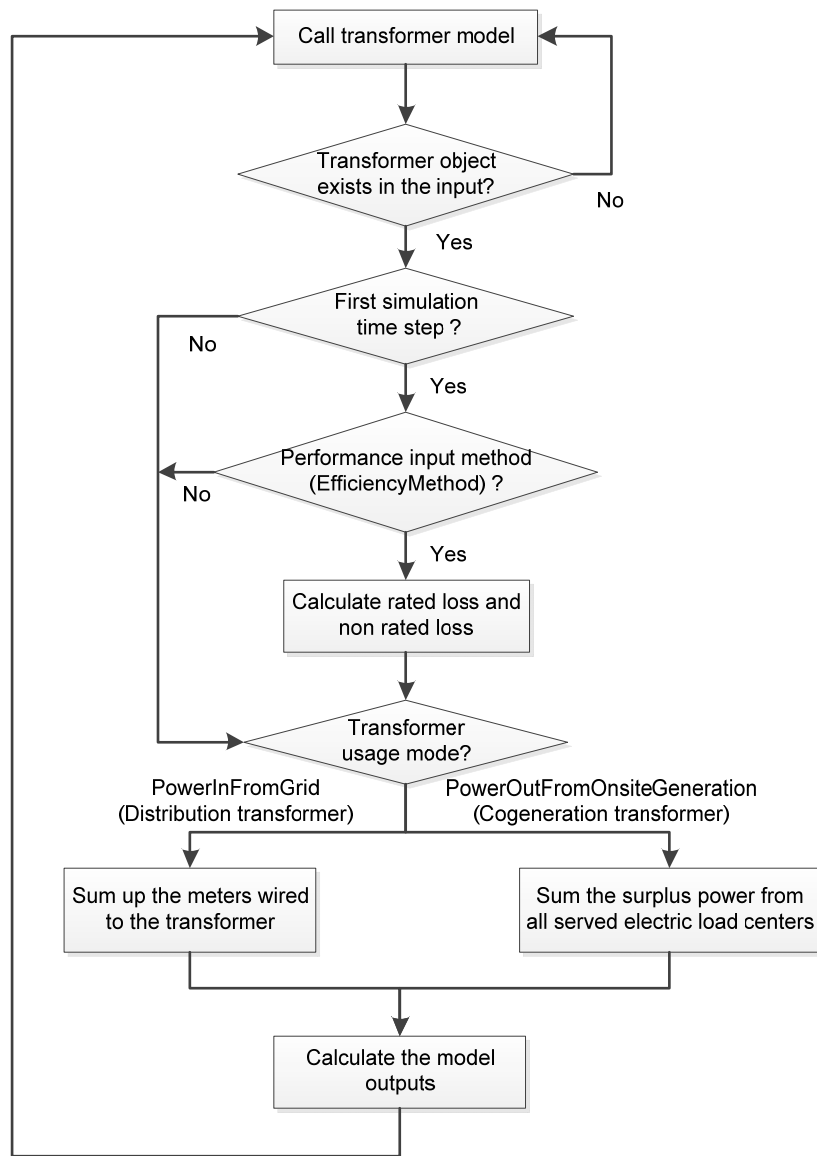 Call transformer model
Transformer object
exists in the input?
No
Yes
First simulation
time step ?
No
Yes
Performance input method
(EfficiencyMethod) ?
No
Yes
Calculate rated loss and
non rated loss
Transformer
usage mode?
PowerInFromGrid
(Distribution transformer)
PowerOutFromOnsiteGeneration
(Cogeneration transformer)
Sum up the meters wired
to the transformer
Sum the surplus power from
all served electric load centers
Calculate the model
outputs